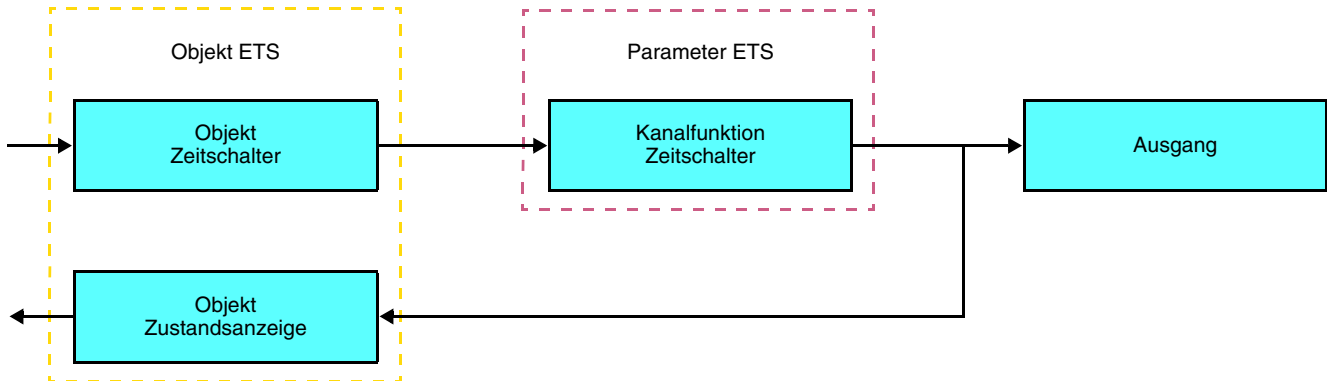 Objekt ETS
Parameter ETS
Objekt
Zeitschalter
Kanalfunktion
Zeitschalter
Ausgang
Objekt
Zustandsanzeige